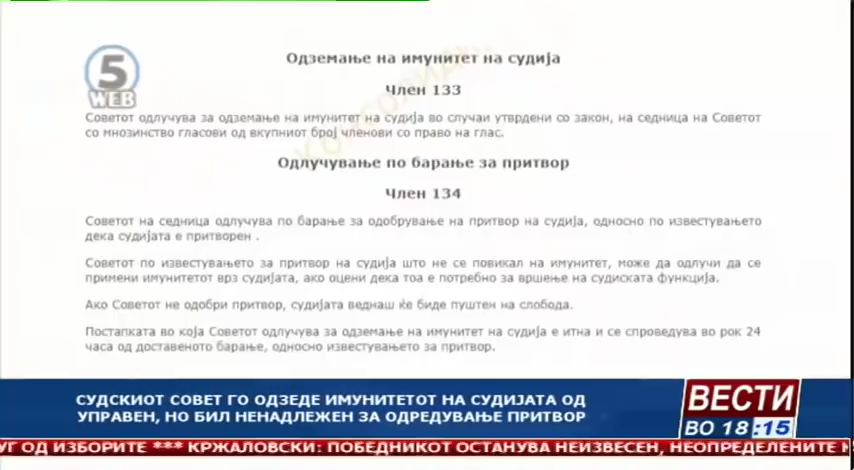 5
WEB
Одземање на имунитет на судија
Член 133
Советот одлучува за одземање на имунитет на судија во случаи утврдени со закон, на седница на Советот
со мнозинство гласови од вкупниот број членови со право на глас.
Одлучување по барање за притвор
Член 134
Советот на седница одлучува по барање за одобрување на притвор на судија, односно по известувањето
дека судијата е притворен .
Советот по известувањето за притвор на судија што не се повикал на имунитет, може да одлучи да се
примени имунитетот врз судијата, ако оцени дека тоа е потребно за вршење на судиската функција.
Ако Советот не одобри притвор, судијата веднаш ќе биде пуштен на слобода.
Постапката во која Советот одлучува за одземање на имунитет на судија е итна и се спроведува во рок 24
часа од доставеното барање, односно известувањето за притвор.
СУДСКИОТ СОВЕТ ГО ОДЗЕДЕ ИМУНИТЕТОТ НА СУДИЈАТА ОД
УПРАВЕН, НО БИЛ НЕНАДЛЕЖЕН ЗА ОДРЕДУВАЊЕ ПРИТВОР
ВЕСТИ
ВО 18:15
УГ ОД ИЗБОРИТЕ *** КРЖАЛОВСКИ: ПОБЕДНИКОТ ОСТАНУВА НЕИЗВЕСЕН, НЕОПРЕДЕЛЕНИТЕ